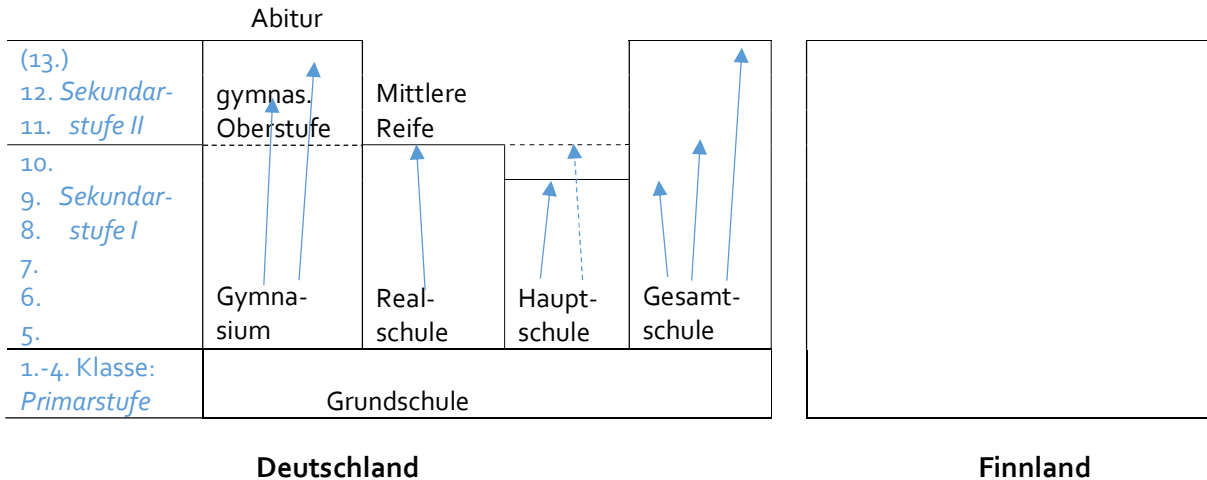 Abitur
(13.)
12. Sekundar-
11. stufe II
gymnas.
Oberstufe
Mittlere
Reife
10.
9. Sekundar-
8. stufe I
7.
6.
5.
Gymna-
sium
Real-
schule
Haupt-
schule
Gesamt-
schule
1.-4. Klasse:
Primarstufe
Grundschule
Deutschland
Finnland